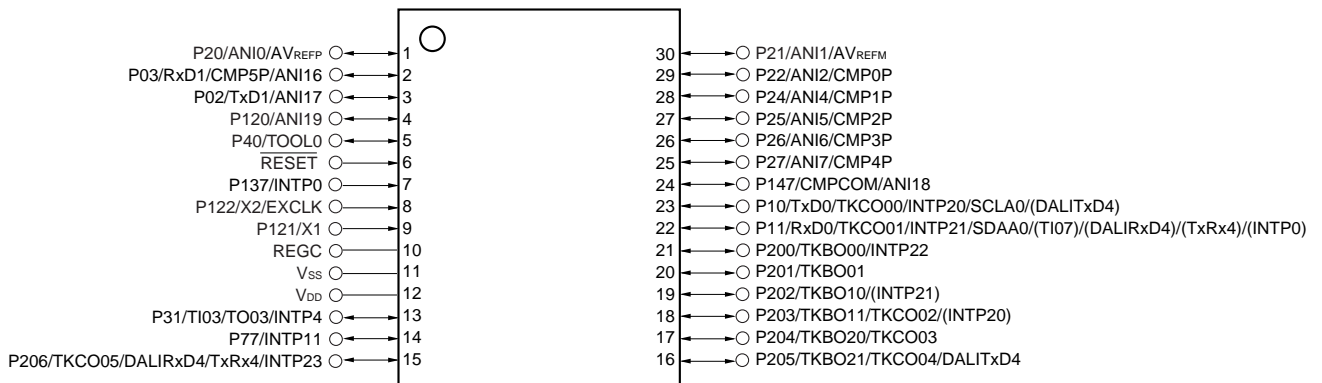 P20/ANI0/AVREFP 1 30 P21/ANI1/AVREFM
P03/RxD1/CMP5P/ANI16 2 29 P22/ANI2/CMP0P
P02/TxD1/ANI17 3 28 P24/ANI4/CMP1P
P120/ANI19 4 27 P25/ANI5/CMP2P
P40/TOOL0 5 26 P26/ANI6/CMP3P
RESET 6 25 P27/ANI7/CMP4P
P137/INTP0 7 24 P147/CMPCOM/ANI18
P122/X2/EXCLK 8 23 P10/TxD0/TKCO00/INTP20/SCLA0/(DALITxD4)
P121/X1 9 22 P11/RxD0/TKCO01/INTP21/SDAA0/(TI07)/(DALIRxD4)/(TxRx4)/(INTP0)
REGC 10 21 P200/TKBO00/INTP22
VSS 11 20 P201/TKBO01
VDD 12 19 P202/TKBO10/(INTP21)
P31/TI03/TO03/INTP4 13 18 P203/TKBO11/TKCO02/(INTP20)
P77/INTP11 14 17 P204/TKBO20/TKCO03
P206/TKCO05/DALIRxD4/TxRx4/INTP23 15 16 P205/TKBO21/TKCO04/DALITxD4